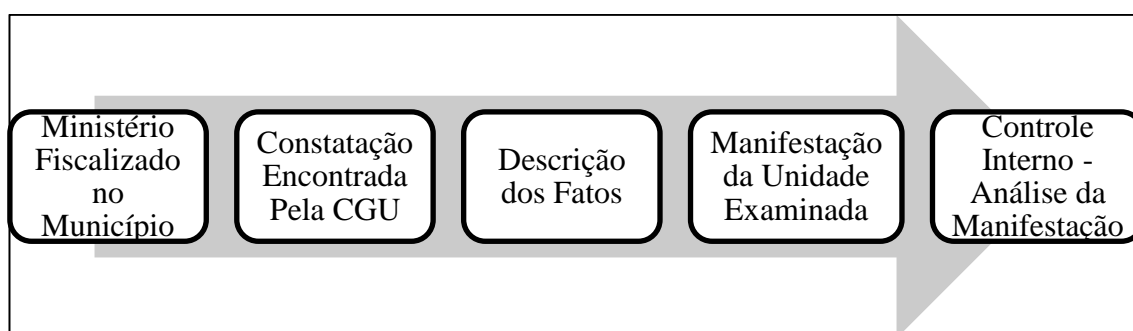 Ministério
Fiscalizado
no
Município
Constatação
Encontrada
Pela CGU
Descrição
dos Fatos
Manifestação
da Unidade
Examinada
Controle
Interno -
Análise da
Manifestação